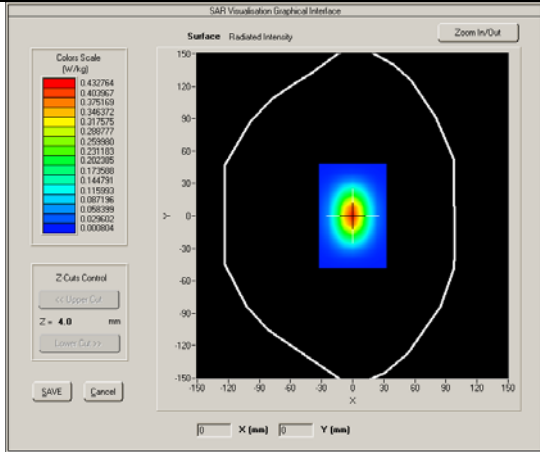 SAR Visualisation Graphical Interface
Surface Radiated Intensity
Zoom In/Out
Colors Scale
(W/kg)
0.432764
0.403967
0.375169
0.346372
0.317575
0.288777
0.259980
0.231183
0.202385
0.173588
0.144791
0.115993
0.087196
0.058399
0.029602
0.000804
Z-Cuts Control
<< Upper Cut
Z = 4.0 mm
Lower Cut >>
SAVE Cancel
150
120
90
60
30
0
-30
-60
-90
-120
-150
Y
-150 -120 -90 -60 -30 0 30 60 90 120 150
X
0 X (mm) 0 Y (mm)